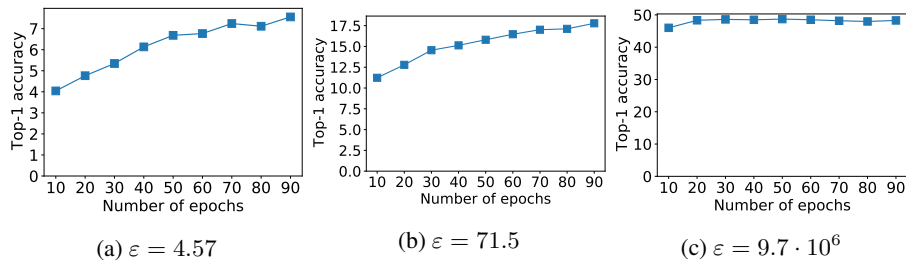 Top-1 accuracy
7
6
5
4
3
2
1
0
10 20 30 40 50 60 70 80 90
Number of epochs
(a) ε = 4.57
Top-1 accuracy
17.5
15.0
12.5
10.0
7.5
5.0
2.5
0.0
10 20 30 40 50 60 70 80 90
Number of epochs
(b) ε = 71.5
Top-1 accuracy
50
40
30
20
10
0
10 20 30 40 50 60 70 80 90
Number of epochs
(c) ε = 9.7 · 10⁶